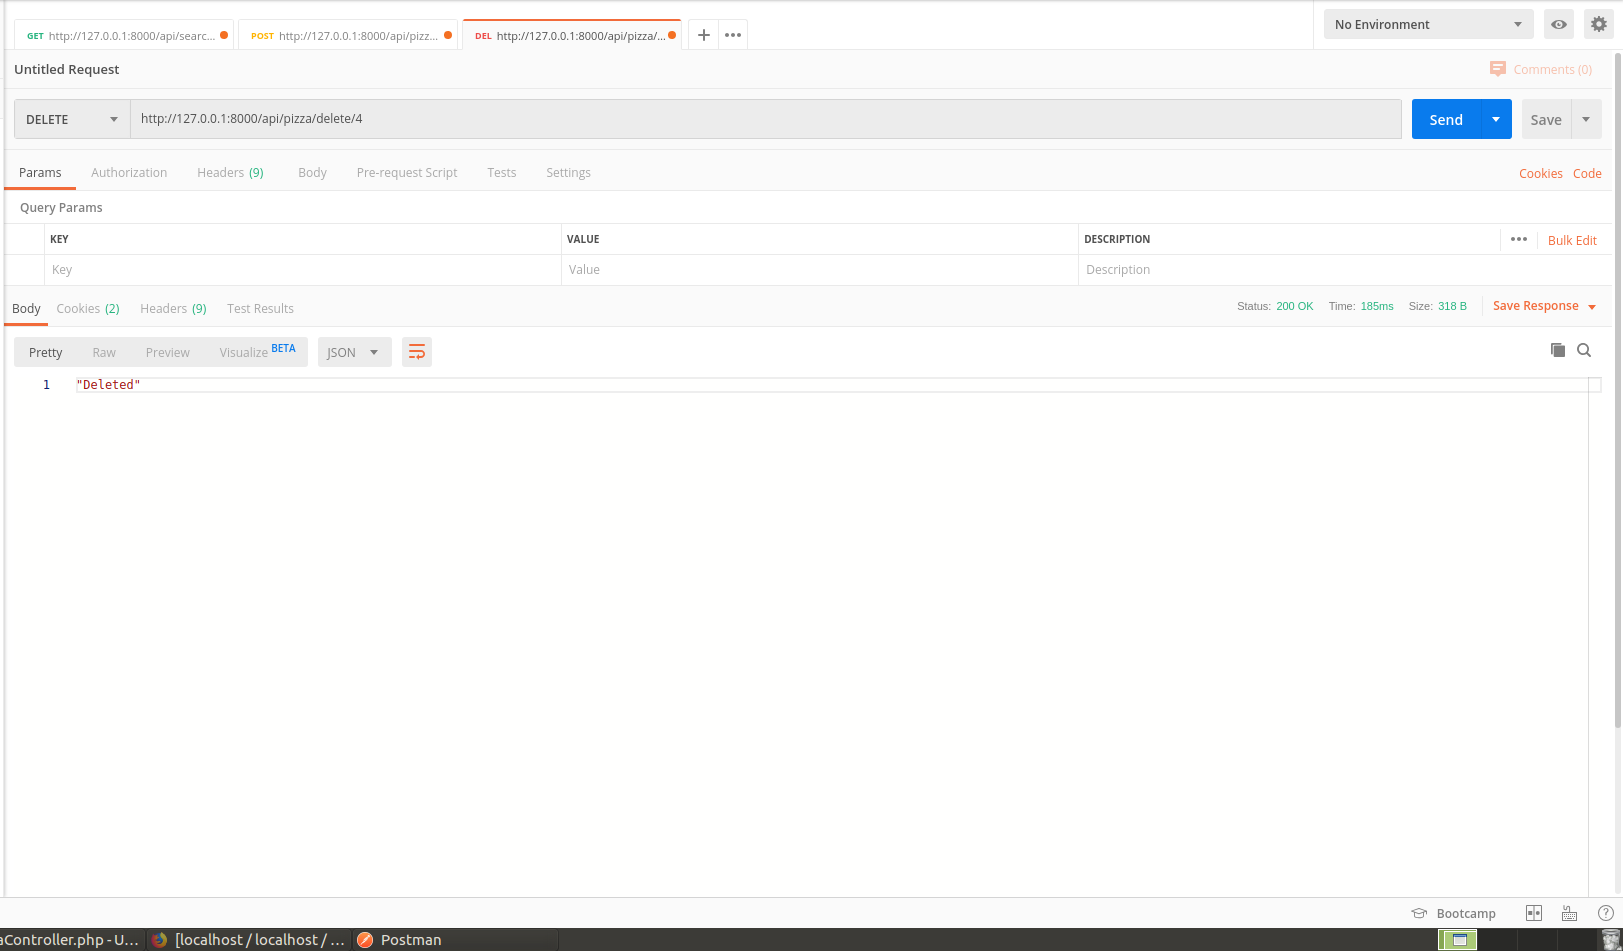 GET http://127.0.0.1:8000/api/searc...
POST http://127.0.0.1:8000/api/pizz...
DEL http://127.0.0.1:8000/api/pizza/...
No Environment
Untitled Request
Comments (0)
DELETE
http://127.0.0.1:8000/api/pizza/delete/4
Send
Save
Params Authorization Headers (9) Body Pre-request Script Tests Settings
Cookies Code
Query Params
KEY VALUE DESCRIPTION
Bulk Edit
Key Value Description
Body Cookies (2) Headers (9) Test Results
Status: 200 OK Time: 185ms Size: 318 B
Save Response
Pretty Raw Preview Visualize BETA
JSON
1 "Deleted"
Bootcamp
aController.php - U...
[localhost / localhost / ...
Postman